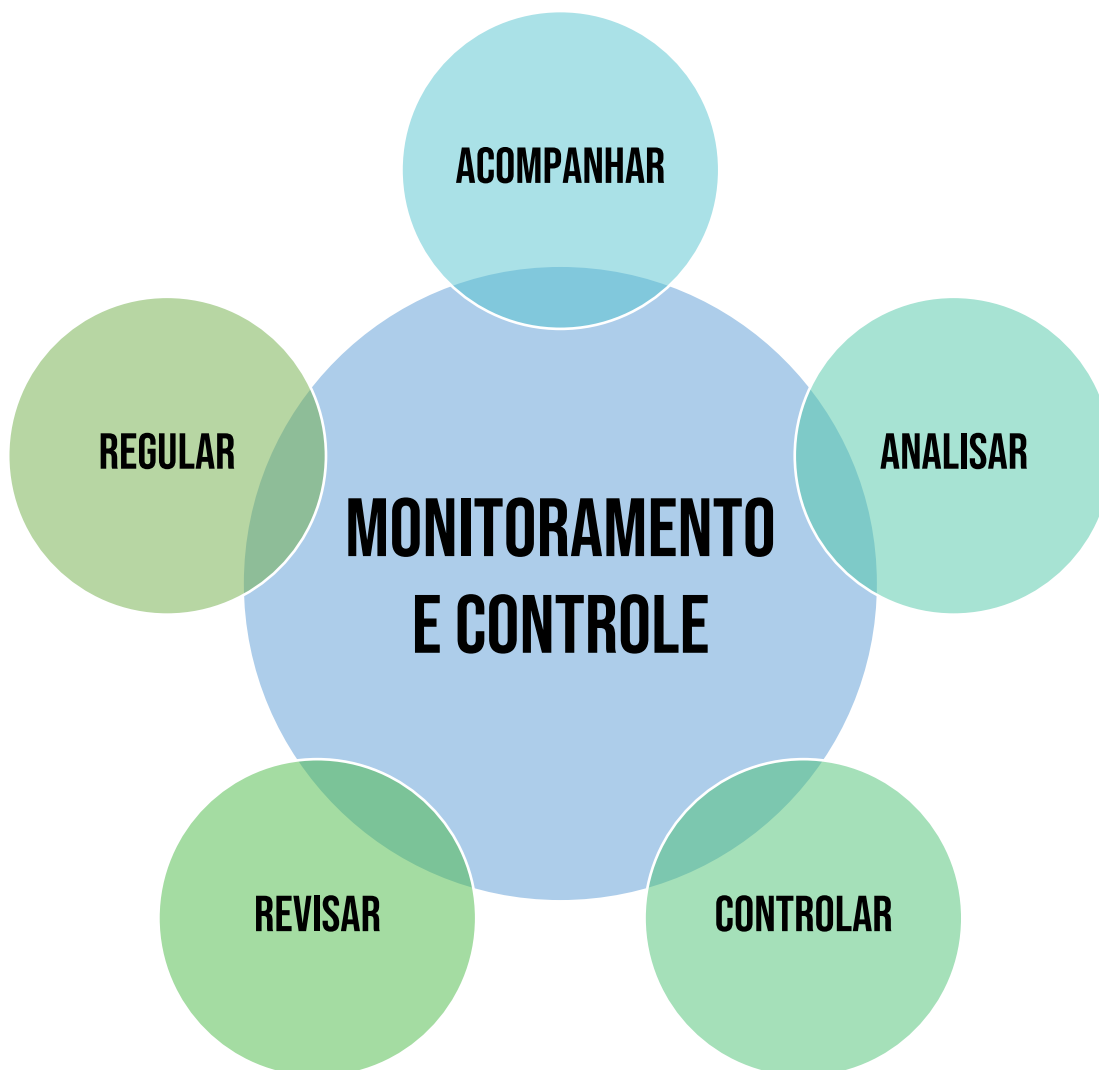 ACOMPANHAR
REGULAR
ANALISAR
MONITORAMENTO
E CONTROLE
REVISAR
CONTROLAR